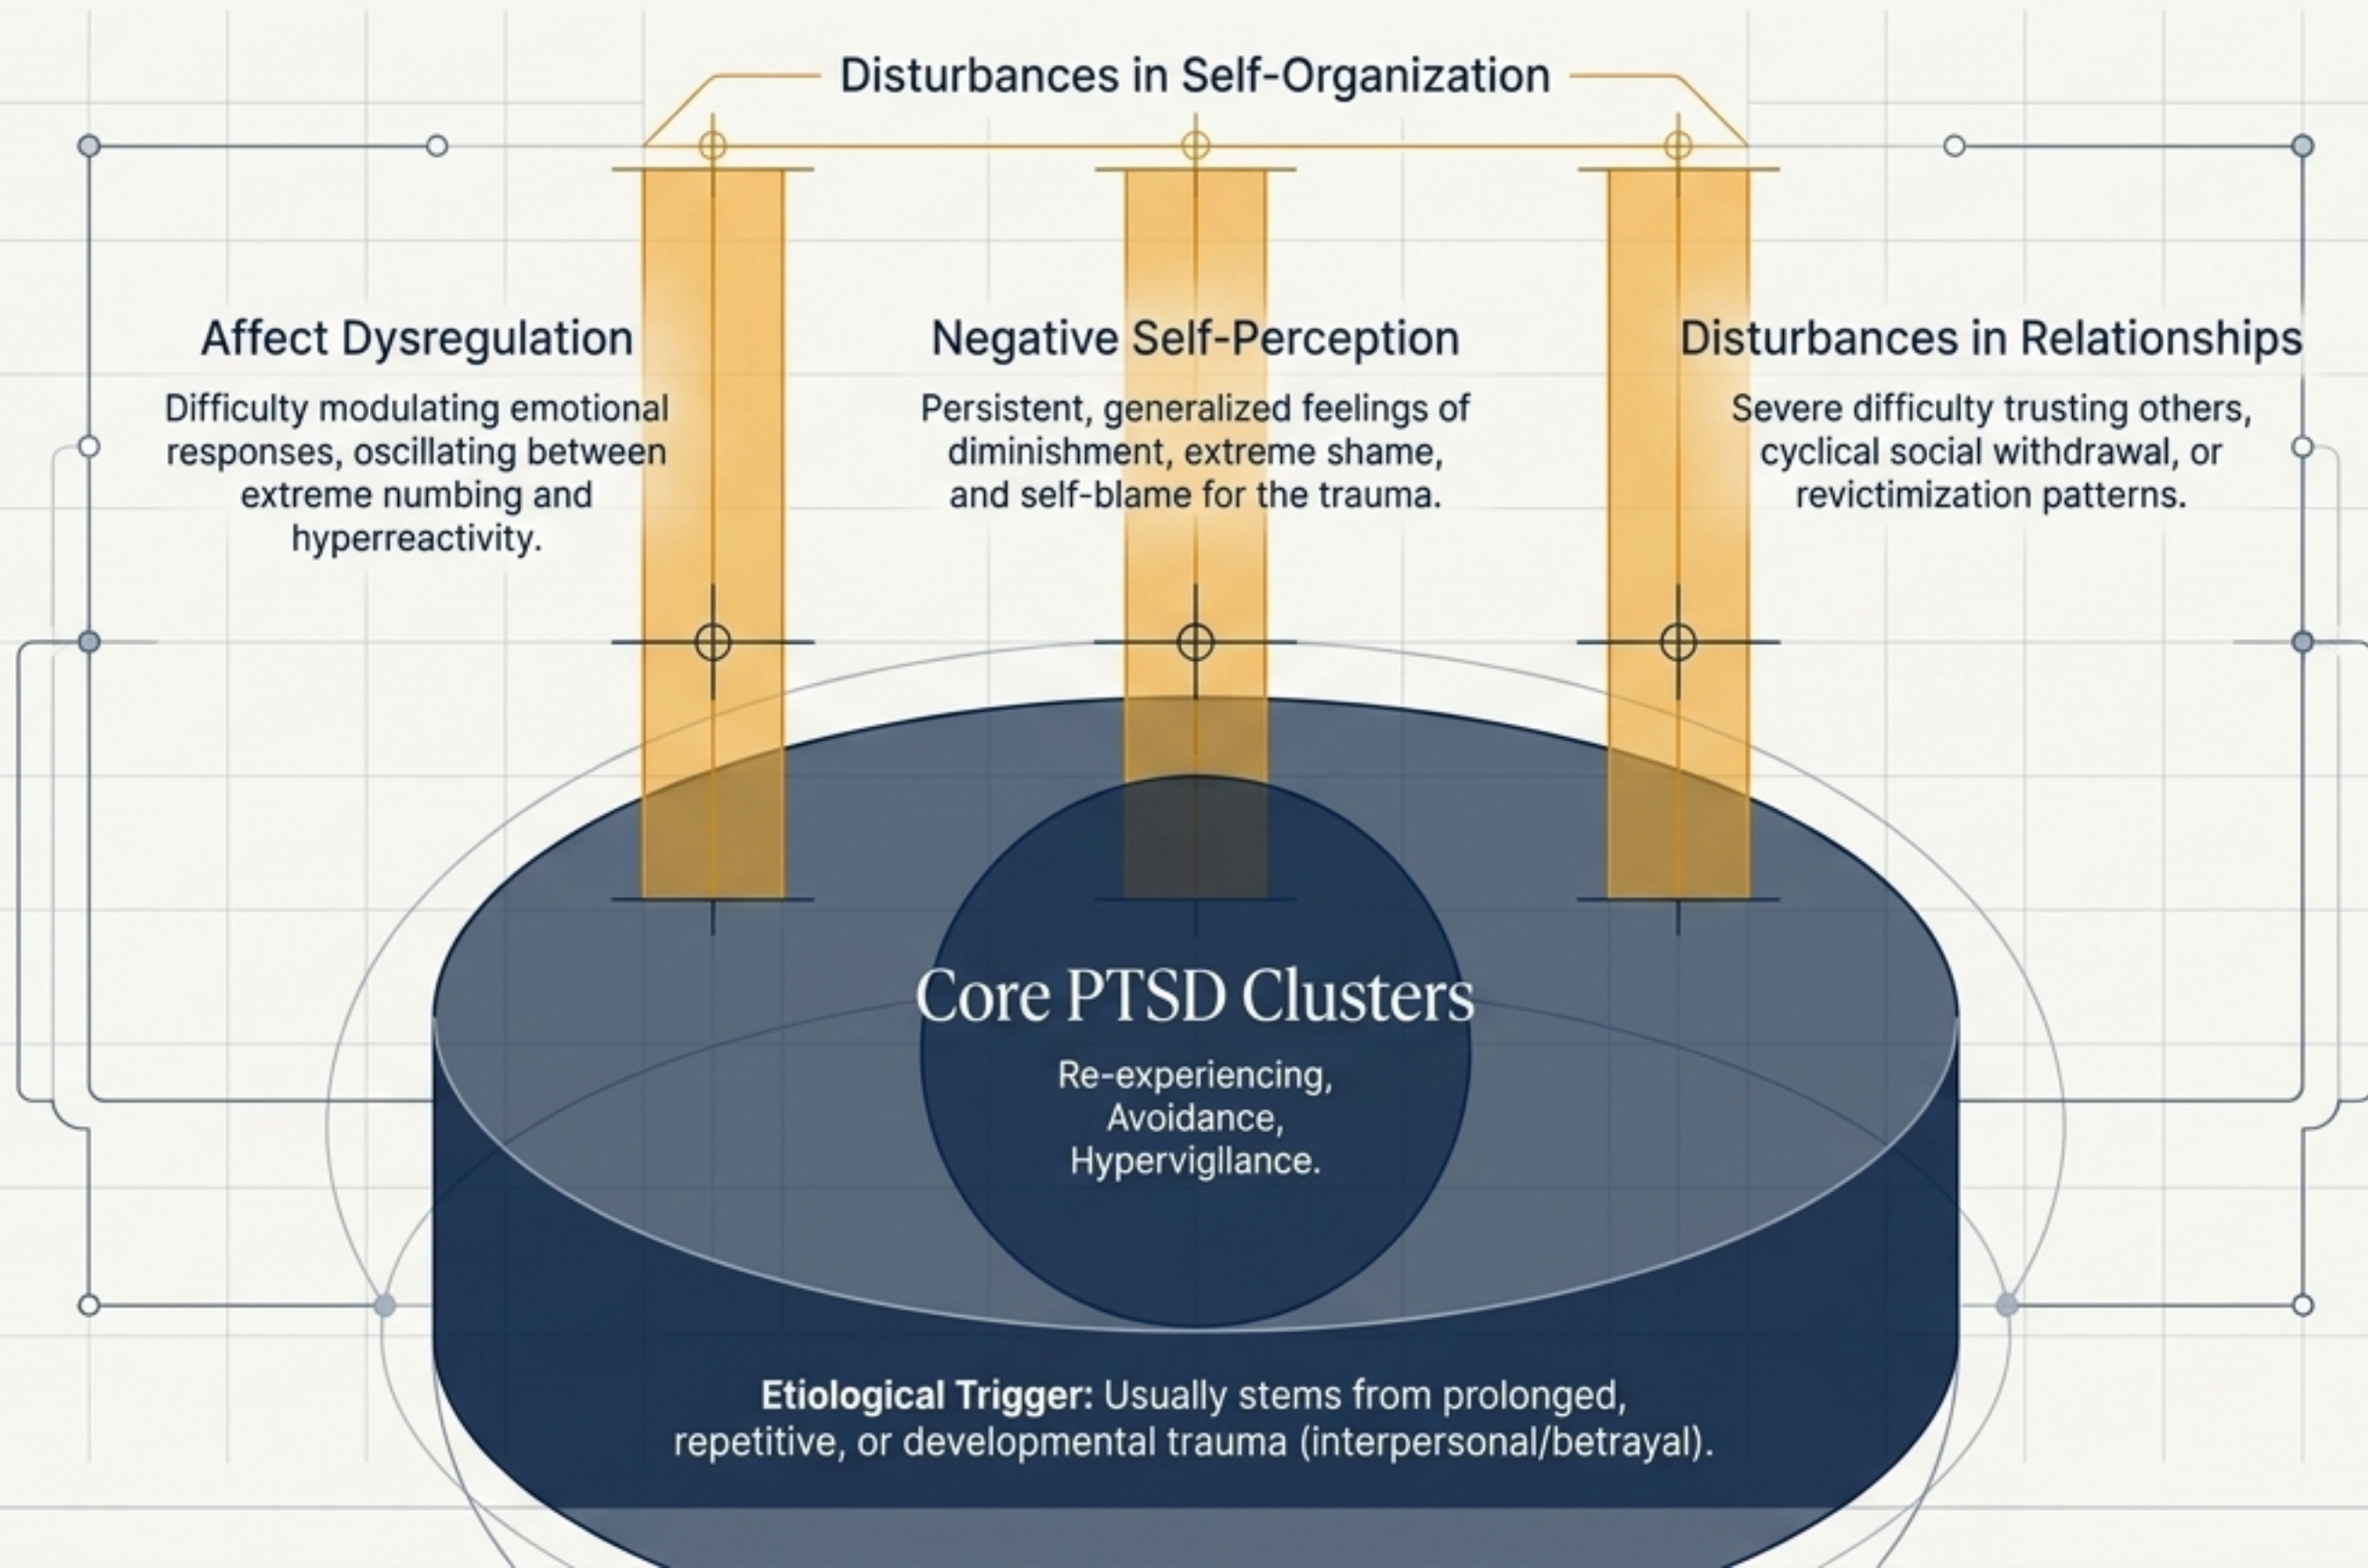 Disturbances in Self-Organization
Affect Dysregulation
Difficulty modulating emotional
responses, oscillating between
extreme numbing and
hyperreactivity.
Negative Self-Perception
Persistent, generalized feelings of
diminishment, extreme shame,
and self-blame for the trauma.
Disturbances in Relationships
Severe difficulty trusting others,
cyclical social withdrawal, or
revictimization patterns.
Core PTSD Clusters
Re-experiencing,
Avoidance,
Hypervigllance.
Etiological Trigger: Usually stems from prolonged,
repetitive, or developmental trauma (interpersonal/betrayal).